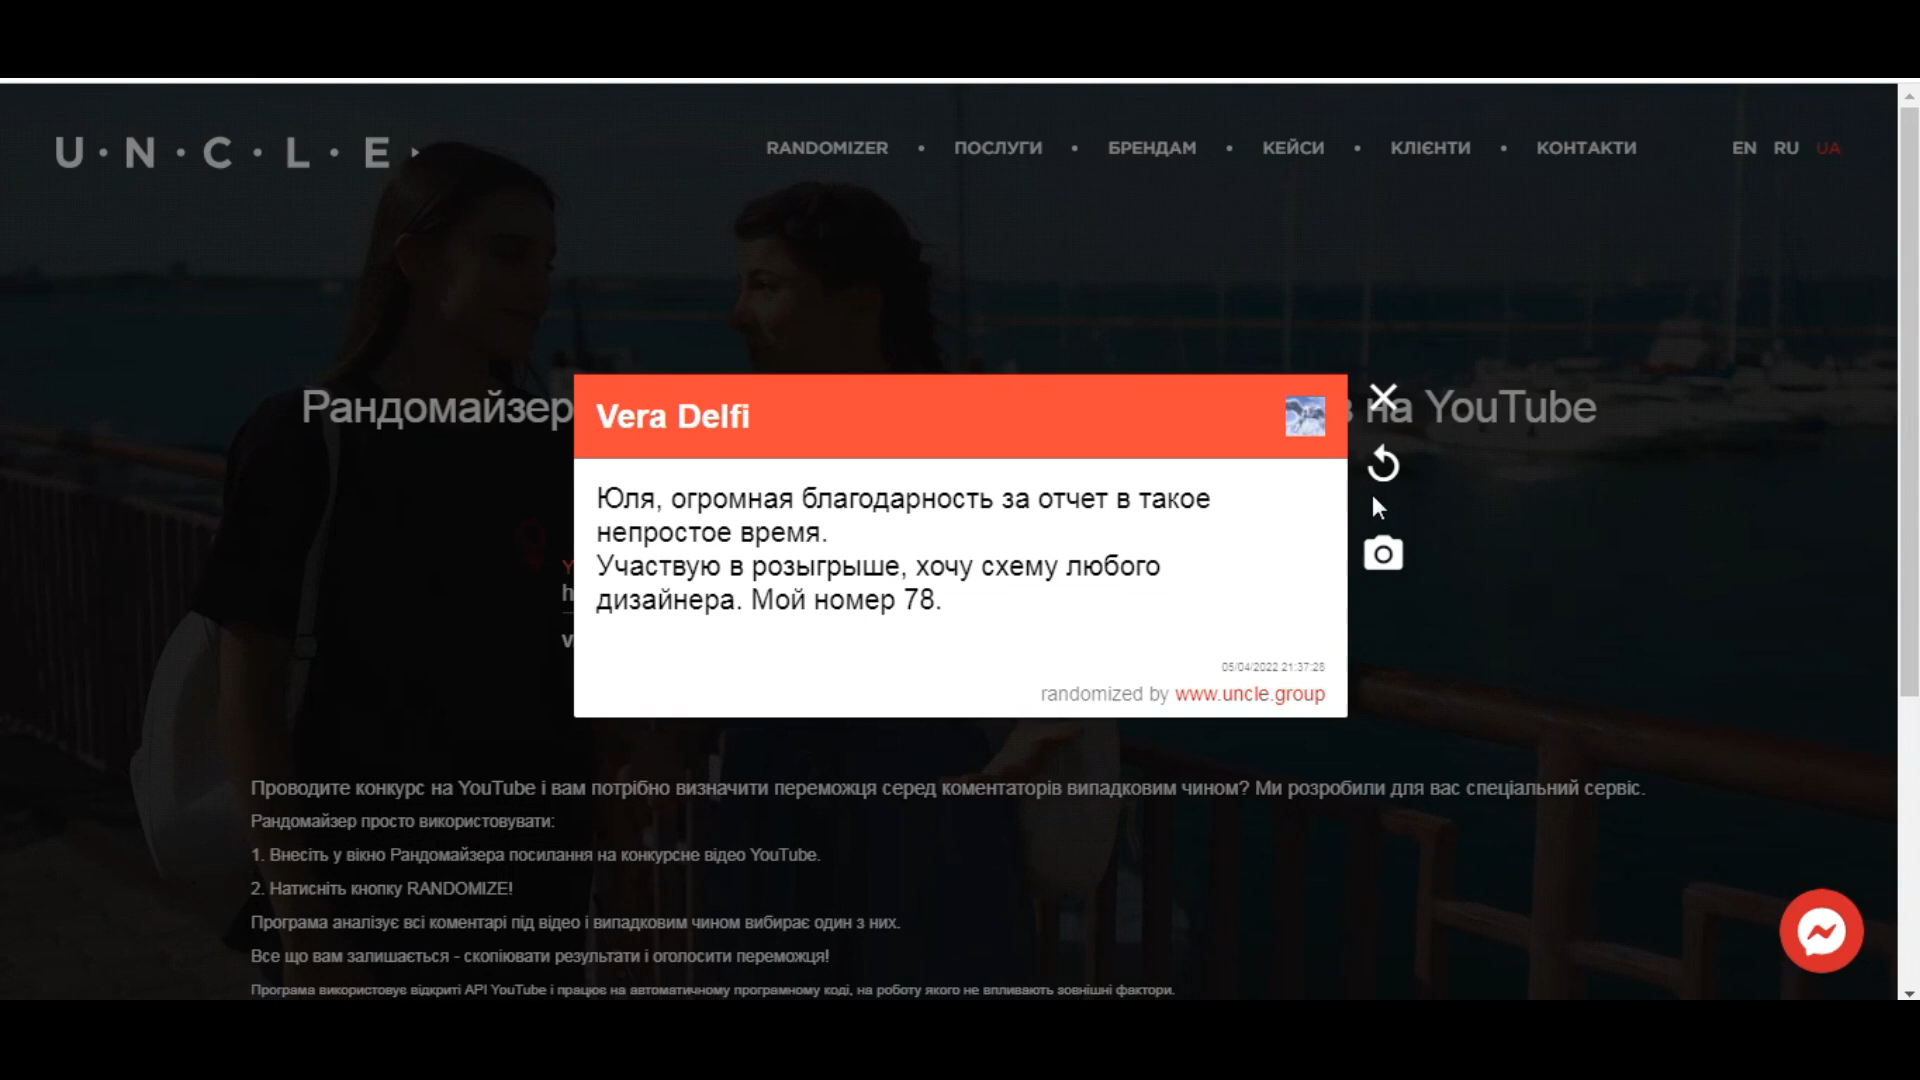 U·N·C·L·E
RANDOMIZER • ПОСЛУГИ • БРЕНДАМ • КЕЙСИ • КЛІЄНТИ • КОНТАКТИ
EN RU UA
Рандомайзер на YouTube
Vera Delfi
Юля, огромная благодарность за отчет в такое
непростое время.
Участвую в розыгрыше, хочу схему любого
дизайнера. Мой номер 78.
05/04/2022 21:37:28
randomized by www.uncle.group
Проводите конкурс на YouTube і вам потрібно визначити переможця серед коментаторів випадковим чином? Ми розробили для вас спеціальний сервіс.
Рандомайзер просто використовувати:
1. Внесіть у вікно Рандомайзера посилання на конкурсне відео YouTube.
2. Натисніть кнопку RANDOMIZE!
Програма аналізує всі коментарі під відео і випадковим чином вибирає один з них.
Все що вам залишається - скопіювати результати і оголосити переможця!
Програма використовує відкриті API YouTube і працює на автоматичному програмному коді, на роботу якого не впливають зовнішні фактори.